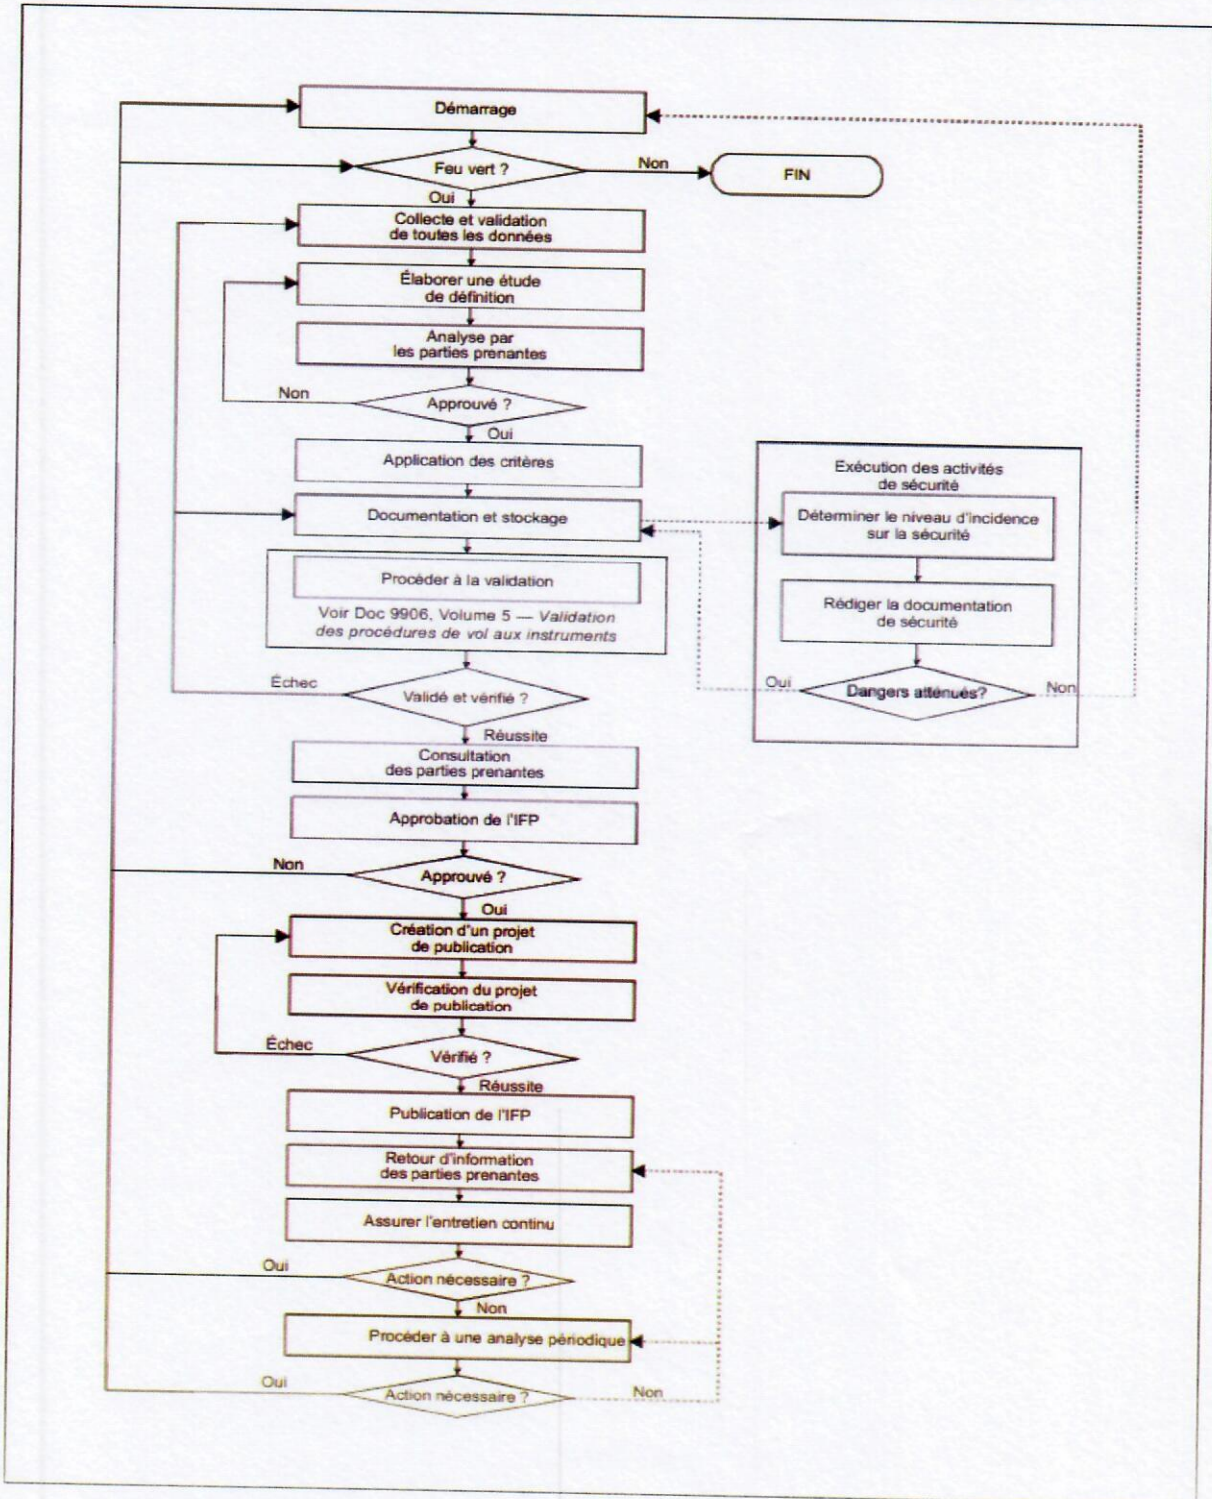 Démarrage
Feu vert ?
Non
FIN
Oui
Collecte et validation
de toutes les données
Élaborer une étude
de définition
Analyse par
les parties prenantes
Non
Approuvé ?
Oui
Application des critères
Documentation et stockage
Procéder à la validation
Voir Doc 9906, Volume 5 — Validation
des procédures de vol aux instruments
Échec
Validé et vérifié ?
Réussite
Exécution des activités
de sécurité
Déterminer le niveau d'incidence
sur la sécurité
Rédiger la documentation
de sécurité
Oui
Dangers atténués?
Non
Consultation
des parties prenantes
Approbation de l'IFP
Non
Approuvé ?
Oui
Création d'un projet
de publication
Vérification du projet
de publication
Échec
Vérifié ?
Réussite
Publication de l'IFP
Retour d'information
des parties prenantes
Assurer l'entretien continu
Oui
Action nécessaire ?
Non
Procéder à une analyse périodique
Oui
Action nécessaire ?
Non